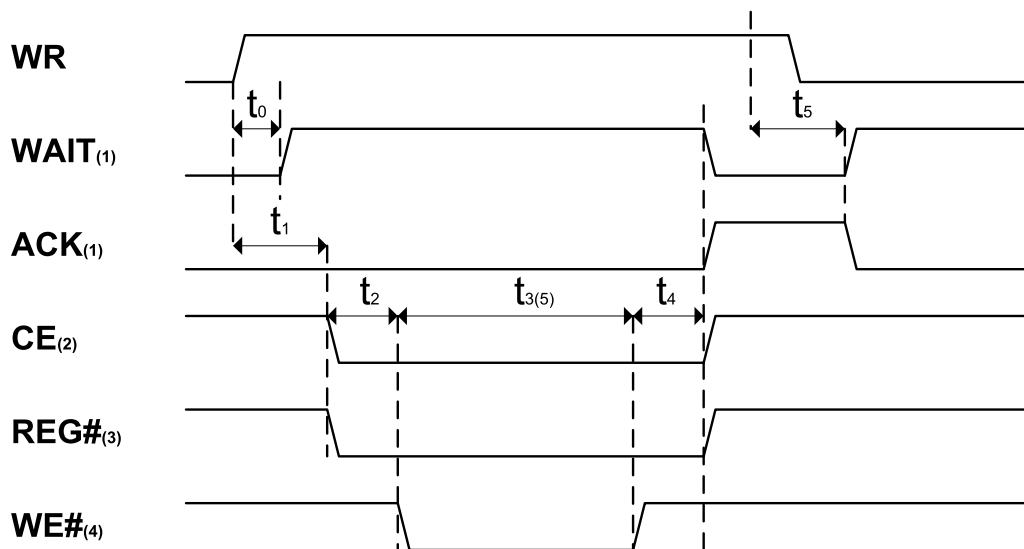 WR
t0
t5
WAIT(1)
t1
ACK(1)
t2
t3(5)
t4
CE(2)
REG#(3)
WE#(4)